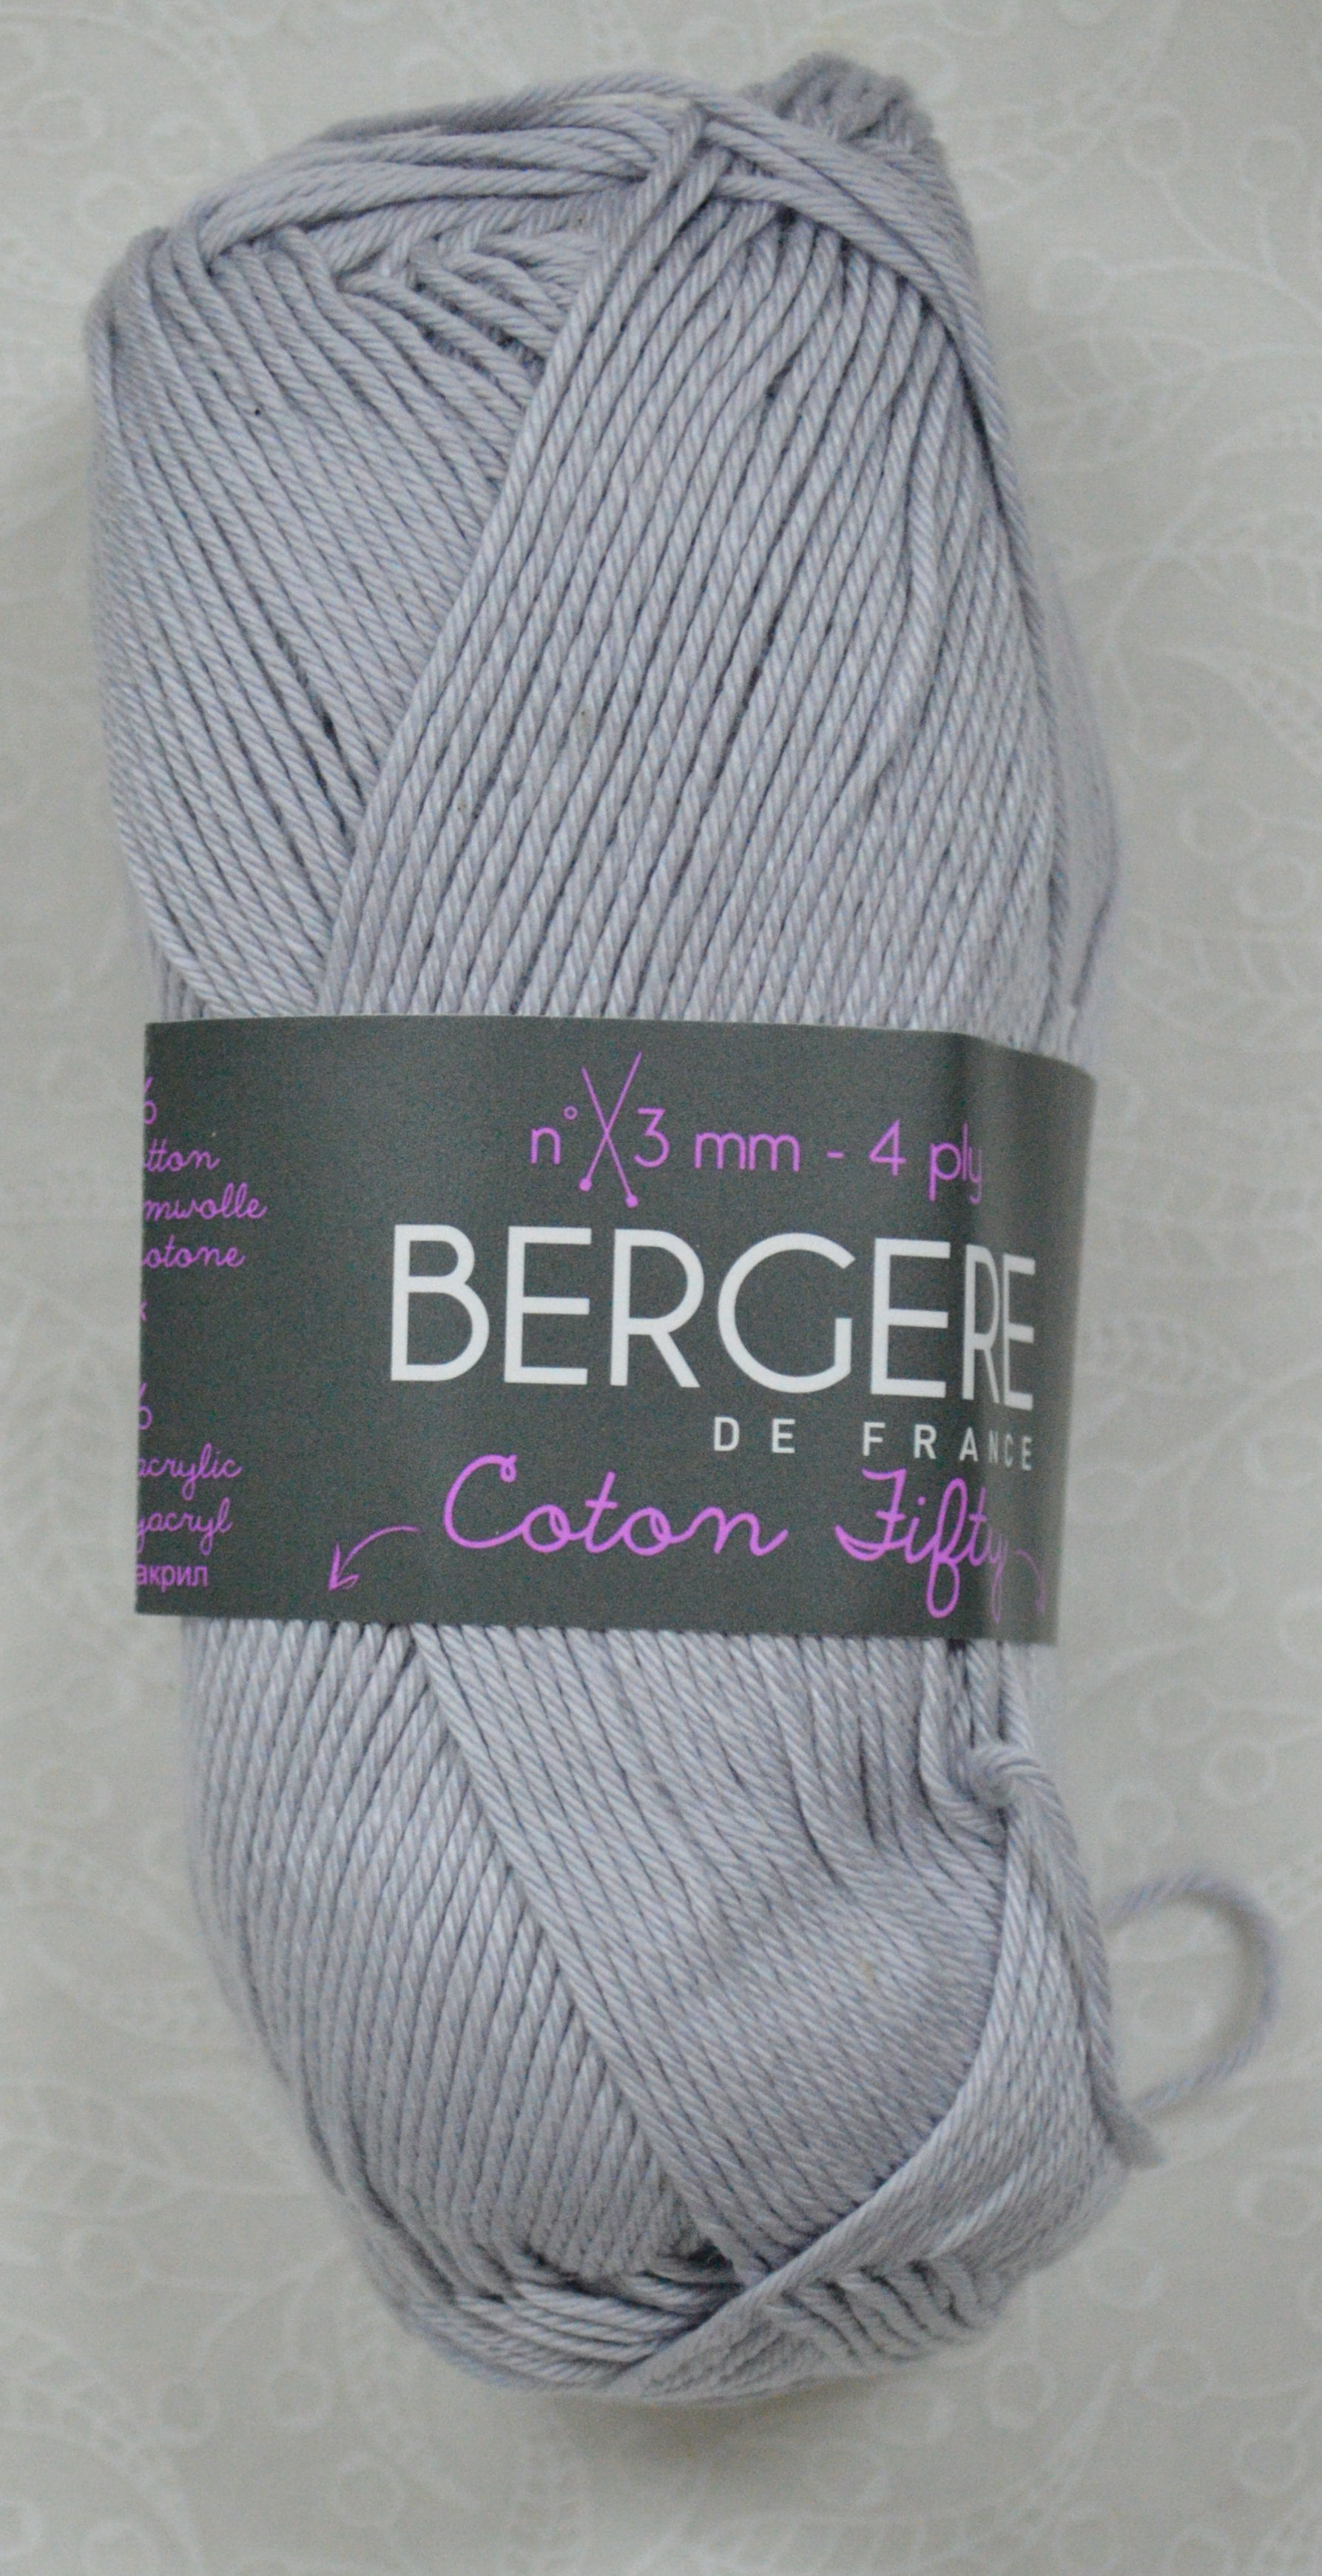 n° 3 mm - 4 ply
BERGERE
DE FRANCE
Coton Fifty
%
tton
mwolle
otone
%
acrylic
yacryl
акрил